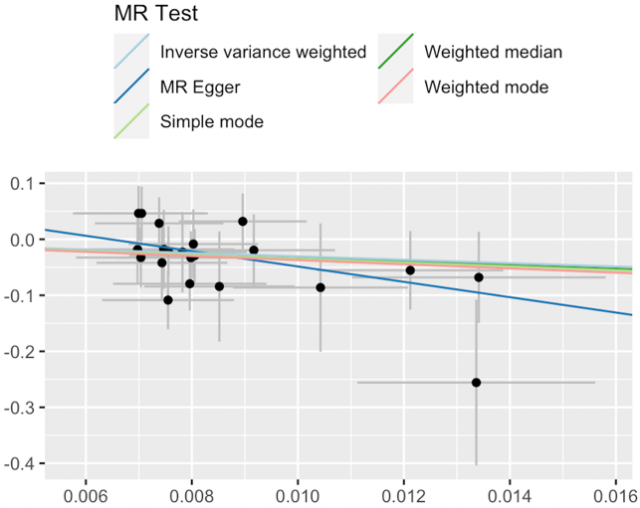 MR Test
Inverse variance weighted
Weighted median
MR Egger
Weighted mode
Simple mode
0.1
0.0
-0.1
-0.2
-0.3
-0.4
0.006 0.008 0.010 0.012 0.014 0.016